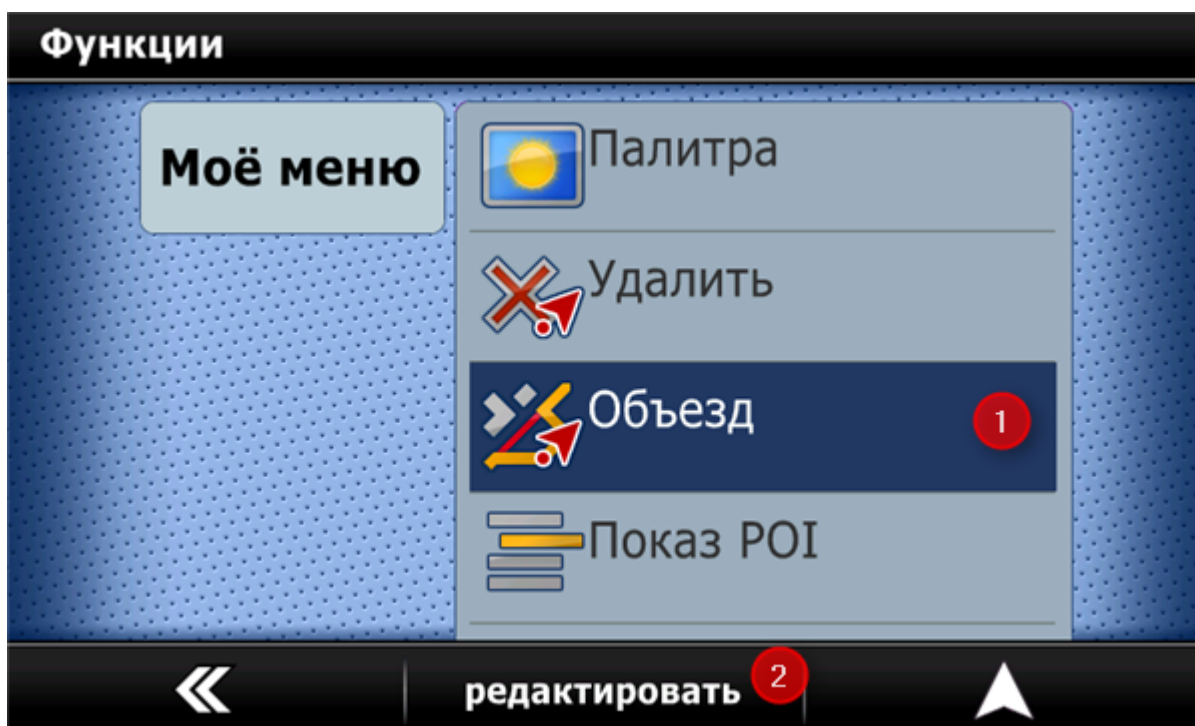 Функции
Моё меню
Палитра
Удалить
Объезд
1
Показ POI
редактировать
2